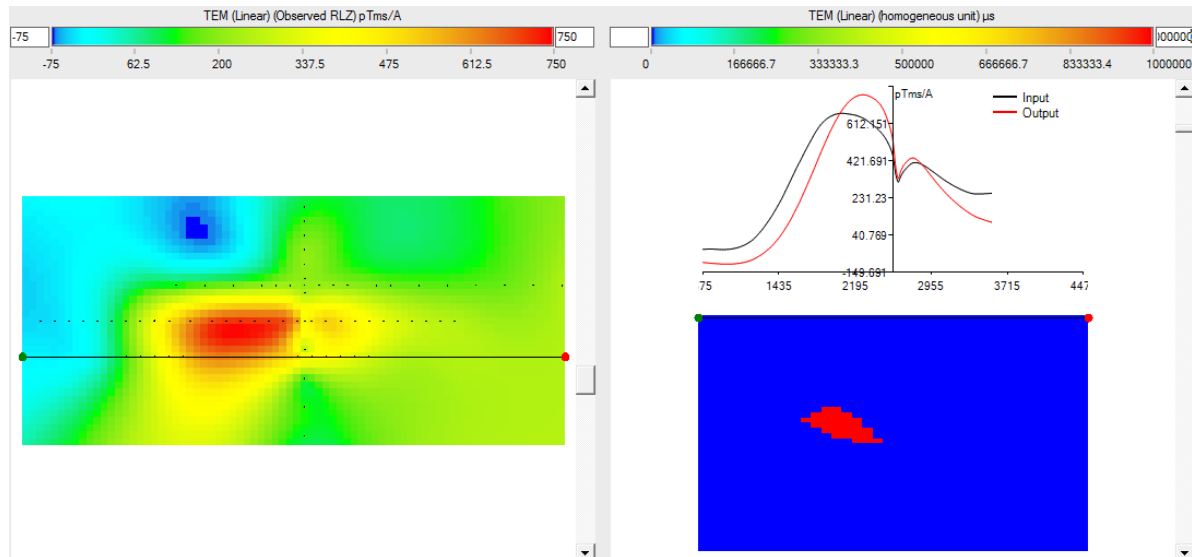 TEM (Linear) (Observed RLZ) pTms/A
-75 750
-75 62.5 200 337.5 475 612.5 750
TEM (Linear) (homogeneous unit) µs
0 166666.7 333333.3 500000 666666.7 833333.4 1000000
pTms/A
Input
Output
612.151
421.691
231.23
40.769
-149.691
75 1435 2195 2955 3715 447